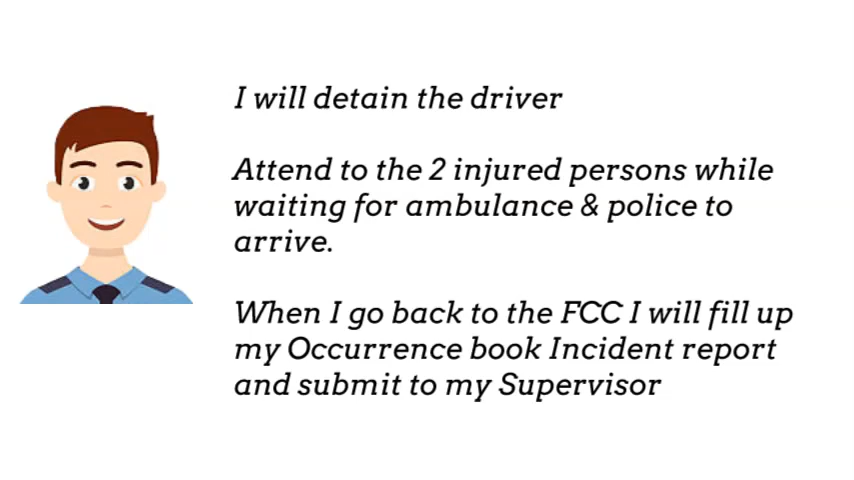 I will detain the driver
Attend to the 2 injured persons while
waiting for ambulance & police to
arrive.
When I go back to the FCC I will fill up
my Occurrence book Incident report
and submit to my Supervisor